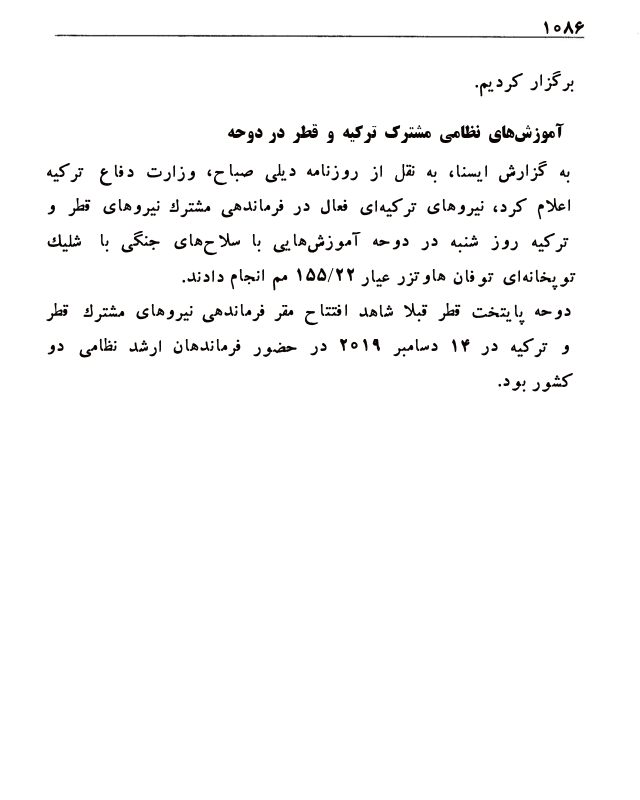 ۱۰۸۶
برگزار کردیم.
آموزش‌های نظامی مشترک ترکیه و قطر در دوحه
به گزارش ایسنا، به نقل از روزنامه دیلی صباح، وزارت دفاع ترکیه
اعلام کرد، نیروهای ترکیه‌ای فعال در فرماندهی مشترك نیروهای قطر و
ترکیه روز شنبه در دوحه آموزش‌هایی با سلاح‌های جنگی با شلیك
توپخانه‌ای توفان هاوتزر عیار ۱۵۵/۲۲ مم انجام دادند.
دوحه پایتخت قطر قبلا شاهد افتتاح مقر فرماندهی نیروهای مشترك قطر
و ترکیه در ۱۴ دسامبر ۲۰۱۹ در حضور فرماندهان ارشد نظامی دو
کشور بود.